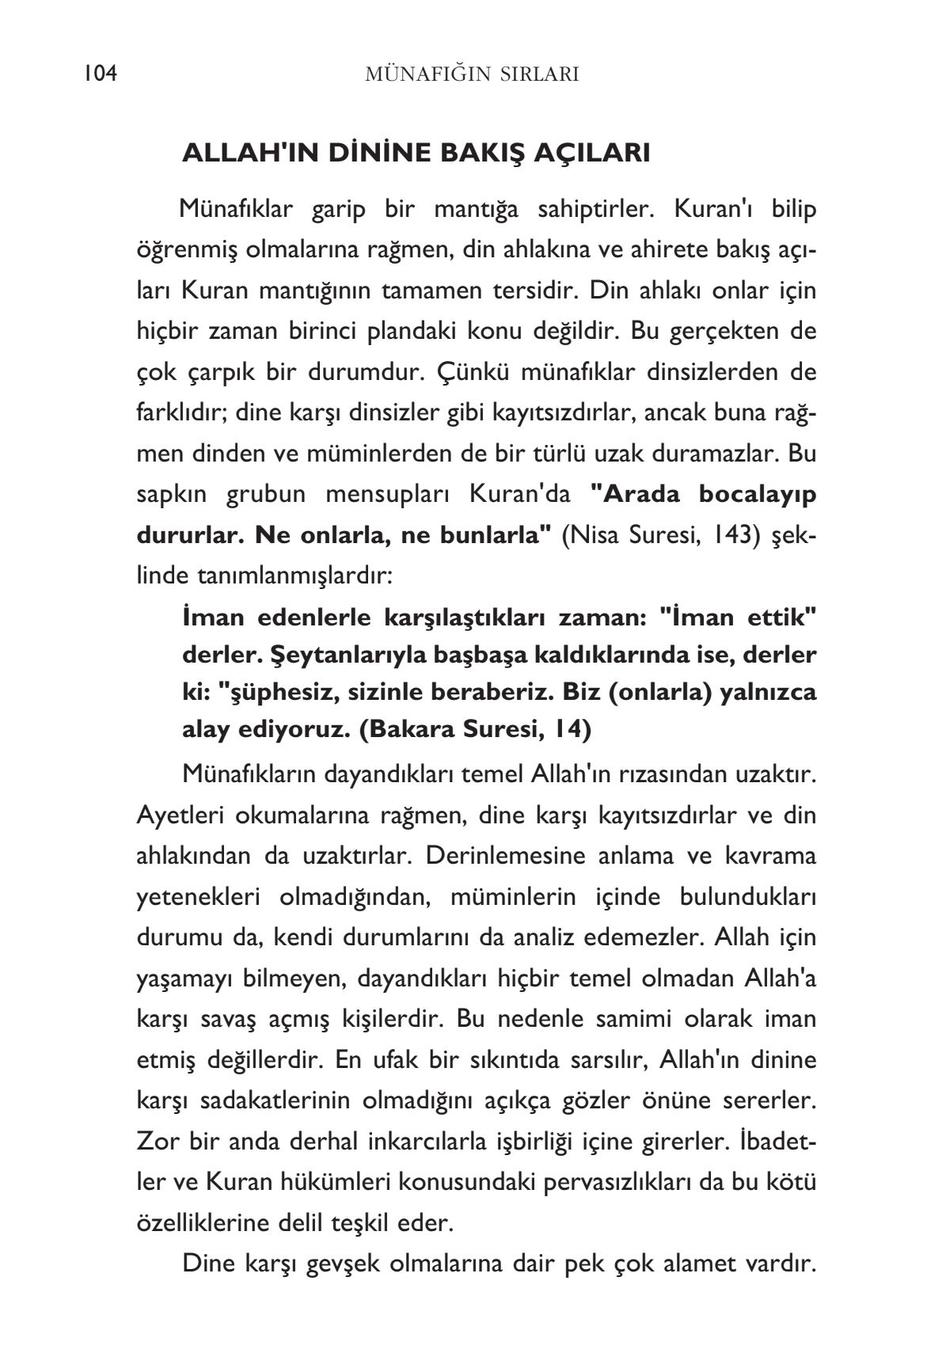 104
MÜNAFIĞIN SIRLARI
ALLAH'IN DİNİNE BAKIŞ AÇILARI
Münafıklar garip bir mantığa sahiptirler. Kuran'ı bilip
öğrenmiş olmalarına rağmen, din ahlakına ve ahirete bakış açı-
ları Kuran mantığının tamamen tersidir. Din ahlakı onlar için
hiçbir zaman birinci plandaki konu değildir. Bu gerçekten de
çok çarpık bir durumdur. Çünkü münafıklar dinsizlerden de
farklıdır; dine karşı dinsizler gibi kayıtsızdırlar, ancak buna rağ-
men dinden ve müminlerden de bir türlü uzak duramazlar. Bu
sapkın grubun mensupları Kuran'da "Arada bocalayıp
dururlar. Ne onlarla, ne bunlarla" (Nisa Suresi, 143) şek-
linde tanımlanmışlardır:
İman edenlerle karşılaştıkları zaman: "İman ettik"
derler. Şeytanlarıyla başbaşa kaldıklarında ise, derler
ki: "şüphesiz, sizinle beraberiz. Biz (onlarla) yalnızca
alay ediyoruz. (Bakara Suresi, 14)
Münafıkların dayandıkları temel Allah'ın rızasından uzaktır.
Ayetleri okumalarına rağmen, dine karşı kayıtsızdırlar ve din
ahlakından da uzaktırlar. Derinlemesine anlama ve kavrama
yetenekleri olmadığından, müminlerin içinde bulundukları
durumu da, kendi durumlarını da analiz edemezler. Allah için
yaşamayı bilmeyen, dayandıkları hiçbir temel olmadan Allah'a
karşı savaş açmış kişilerdir. Bu nedenle samimi olarak iman
etmiş değillerdir. En ufak bir sıkıntıda sarsılır, Allah'ın dinine
karşı sadakatlerinin olmadığını açıkça gözler önüne sererler.
Zor bir anda derhal inkarcılarla işbirliği içine girerler. İbadet-
ler ve Kuran hükümleri konusundaki pervasızlıkları da bu kötü
özelliklerine delil teşkil eder.
Dine karşı gevşek olmalarına dair pek çok alamet vardır.